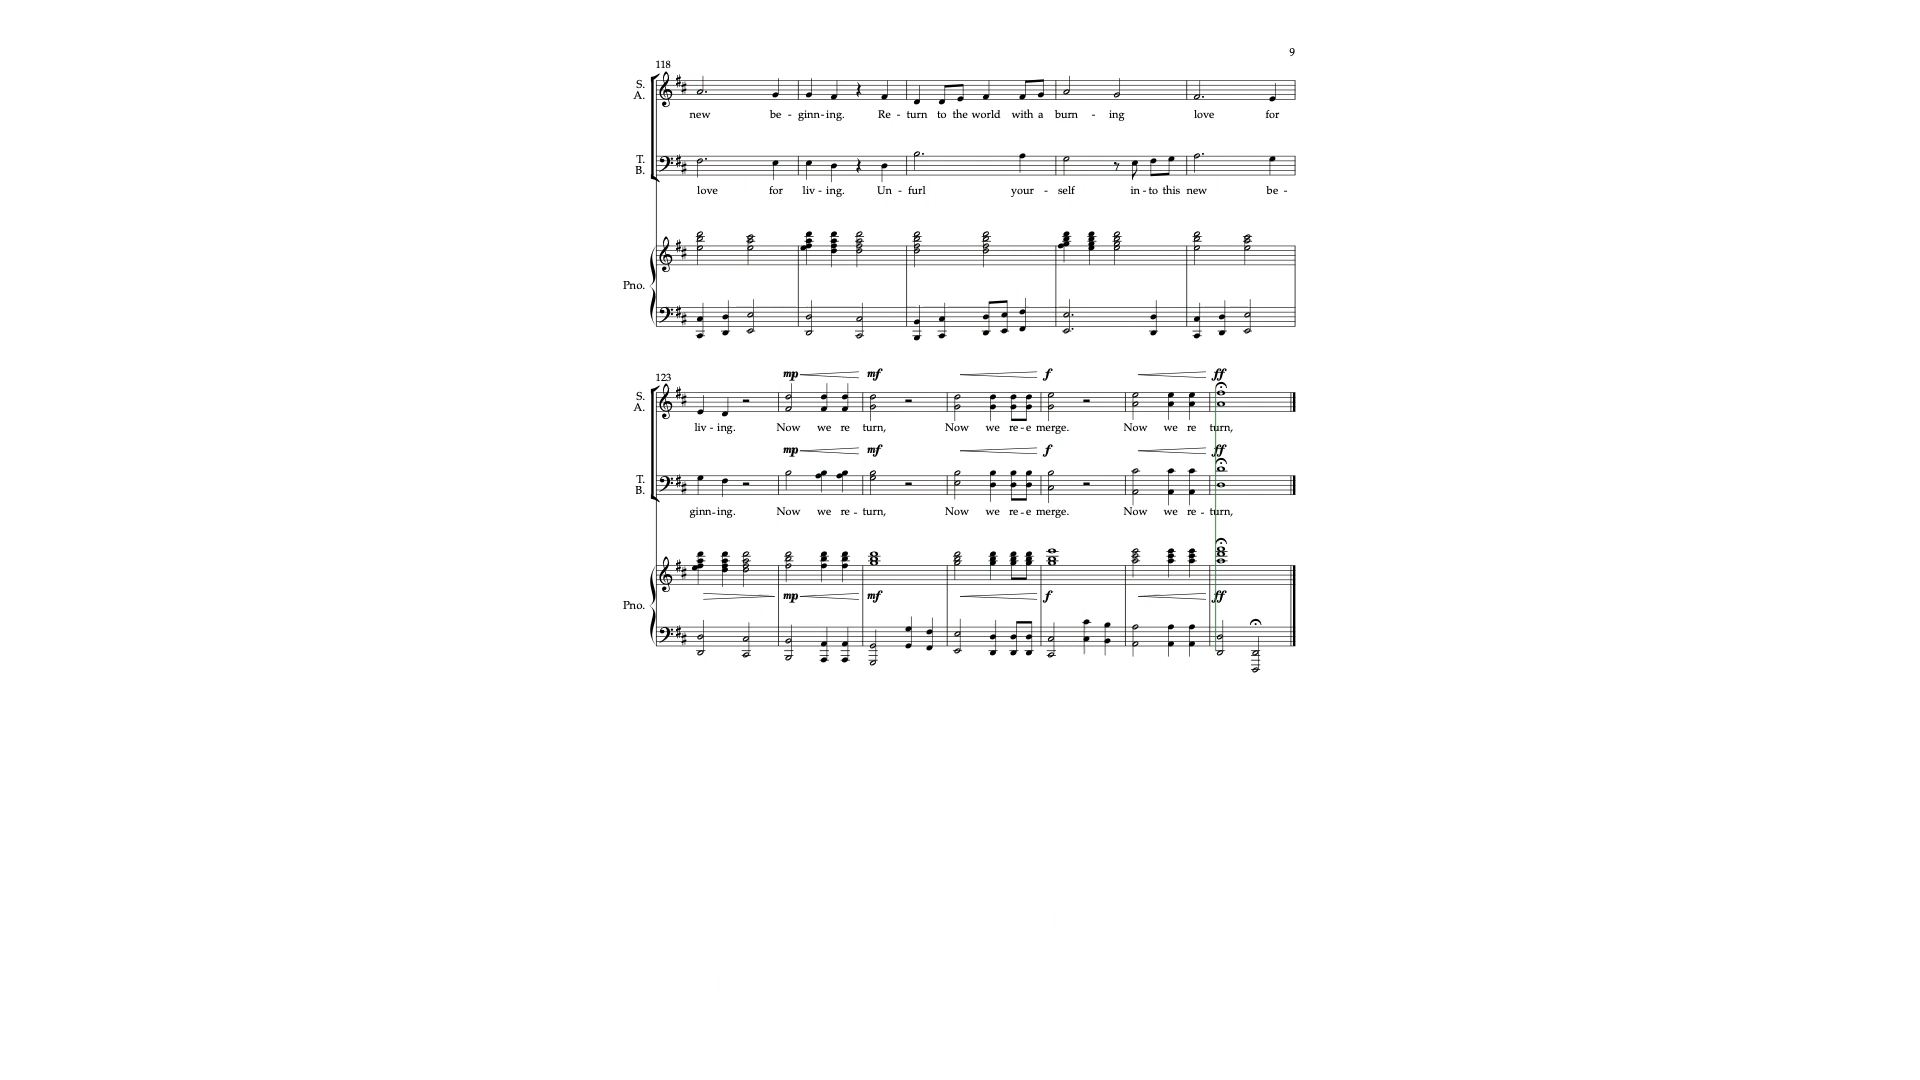 9
118
S.
A.
new be - ginn - ing. Re - turn to the world with a burn - ing love for
T.
B.
love for liv - ing. Un - furl your - self in - to this new be -
Pno.
123
mp mf f ff
S.
A.
liv - ing. Now we re turn, Now we re - e merge. Now we re turn,
mp mf f ff
T.
B.
ginn - ing. Now we re - turn, Now we re - e merge. Now we re - turn,
Pno.
mp mf f ff